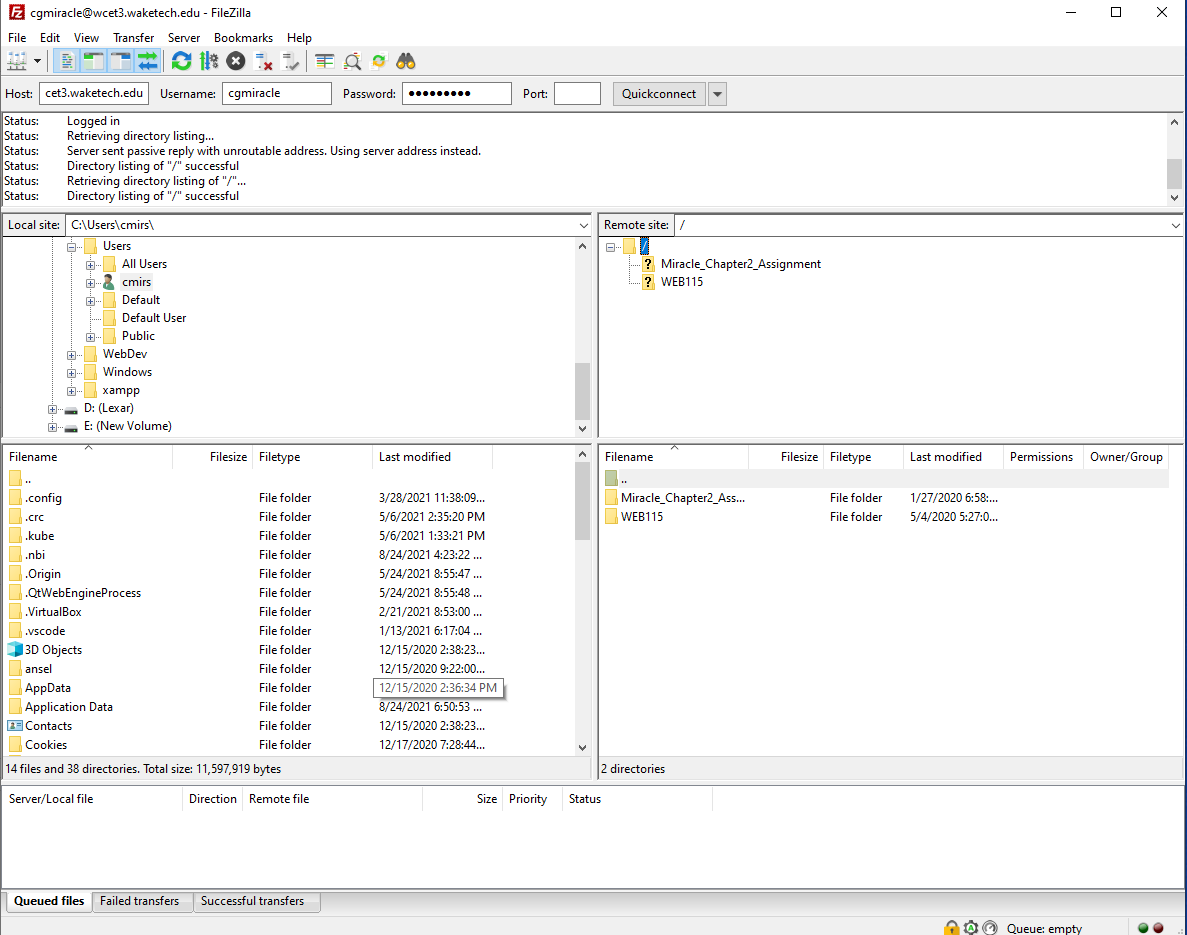 cgmiracle@wcet3.waketech.edu - FileZilla
File Edit View Transfer Server Bookmarks Help
Host: cet3.waketech.edu Username: cgmiracle Password: ●●●●●●●●● Port: Quickconnect
Status: Logged in
Status: Retrieving directory listing...
Status: Server sent passive reply with unroutable address. Using server address instead.
Status: Directory listing of "/" successful
Status: Retrieving directory listing of "/"...
Status: Directory listing of "/" successful
Local site: C:\Users\cmirs\
Users
All Users
cmirs
Default
Default User
Public
WebDev
Windows
xampp
D: (Lexar)
E: (New Volume)
Remote site: /
/
Miracle_Chapter2_Assignment
WEB115
Filename Filesize Filetype Last modified
..
.config File folder 3/28/2021 11:38:09...
.crc File folder 5/6/2021 2:35:20 PM
.kube File folder 5/6/2021 1:33:21 PM
.nbi File folder 8/24/2021 4:23:22 ...
.Origin File folder 5/24/2021 8:55:47 ...
.QtWebEngineProcess File folder 5/24/2021 8:55:48 ...
.VirtualBox File folder 2/21/2021 8:53:00 ...
.vscode File folder 1/13/2021 6:17:04 ...
3D Objects File folder 12/15/2020 2:38:23...
ansel File folder 12/15/2020 9:22:00...
AppData File folder 12/15/2020 2:36:34 PM
Application Data File folder 8/24/2021 6:50:53 ...
Contacts File folder 12/15/2020 2:38:23...
Cookies File folder 12/17/2020 7:28:44...
14 files and 38 directories. Total size: 11,597,919 bytes
Filename Filesize Filetype Last modified Permissions Owner/Group
..
Miracle_Chapter2_Ass... File folder 1/27/2020 6:58:...
WEB115 File folder 5/4/2020 5:27:0...
2 directories
Server/Local file Direction Remote file Size Priority Status
Queued files Failed transfers Successful transfers
Queue: empty